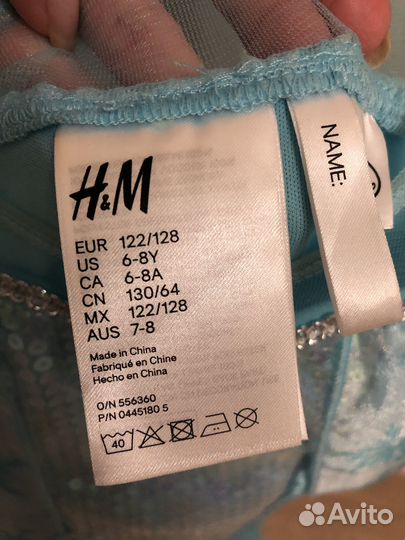 H&M
EUR 122/128
US 6-8Y
CA 6-8A
CN 130/64
MX 122/128
AUS 7-8
Made in China
Fabriqué en Chine
Hecho en China
O/N 556360
P/N 0445180 5
40
NAME:
Avito